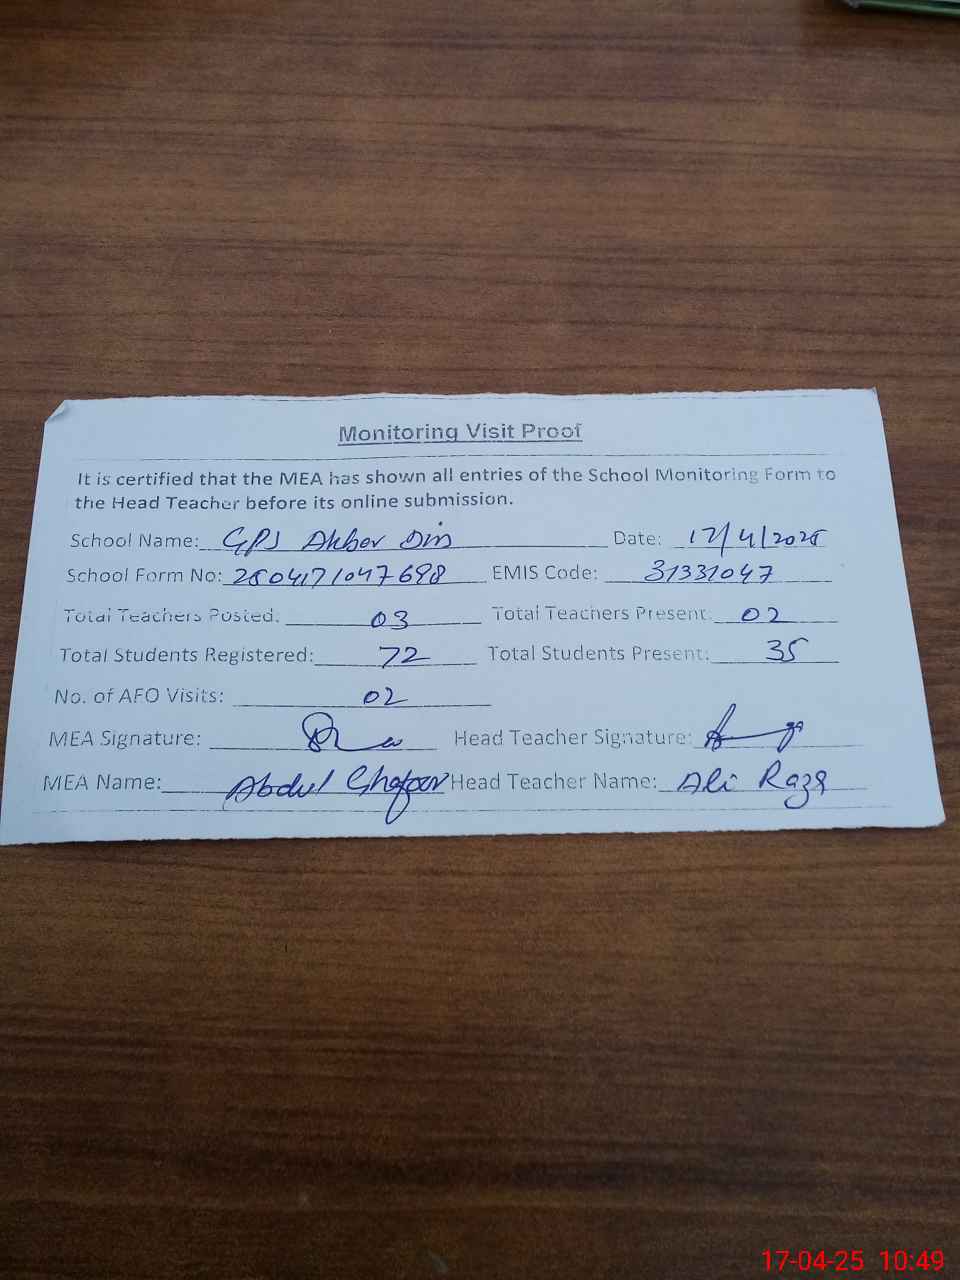 Monitoring Visit Proof
It is certified that the MEA has shown all entries of the School Monitoring Form to
the Head Teacher before its online submission.
School Name: GPS Akbar Din Date: 17/4/2025
School Form No: 2504171047698 EMIS Code: 31331047
Total Teachers Posted: 03 Total Teachers Present: 02
Total Students Registered: 72 Total Students Present: 35
No. of AFO Visits: 02
MEA Signature: Head Teacher Signature:
MEA Name: Abdul Ghafoor Head Teacher Name: Ali Raza
17-04-25 10:49